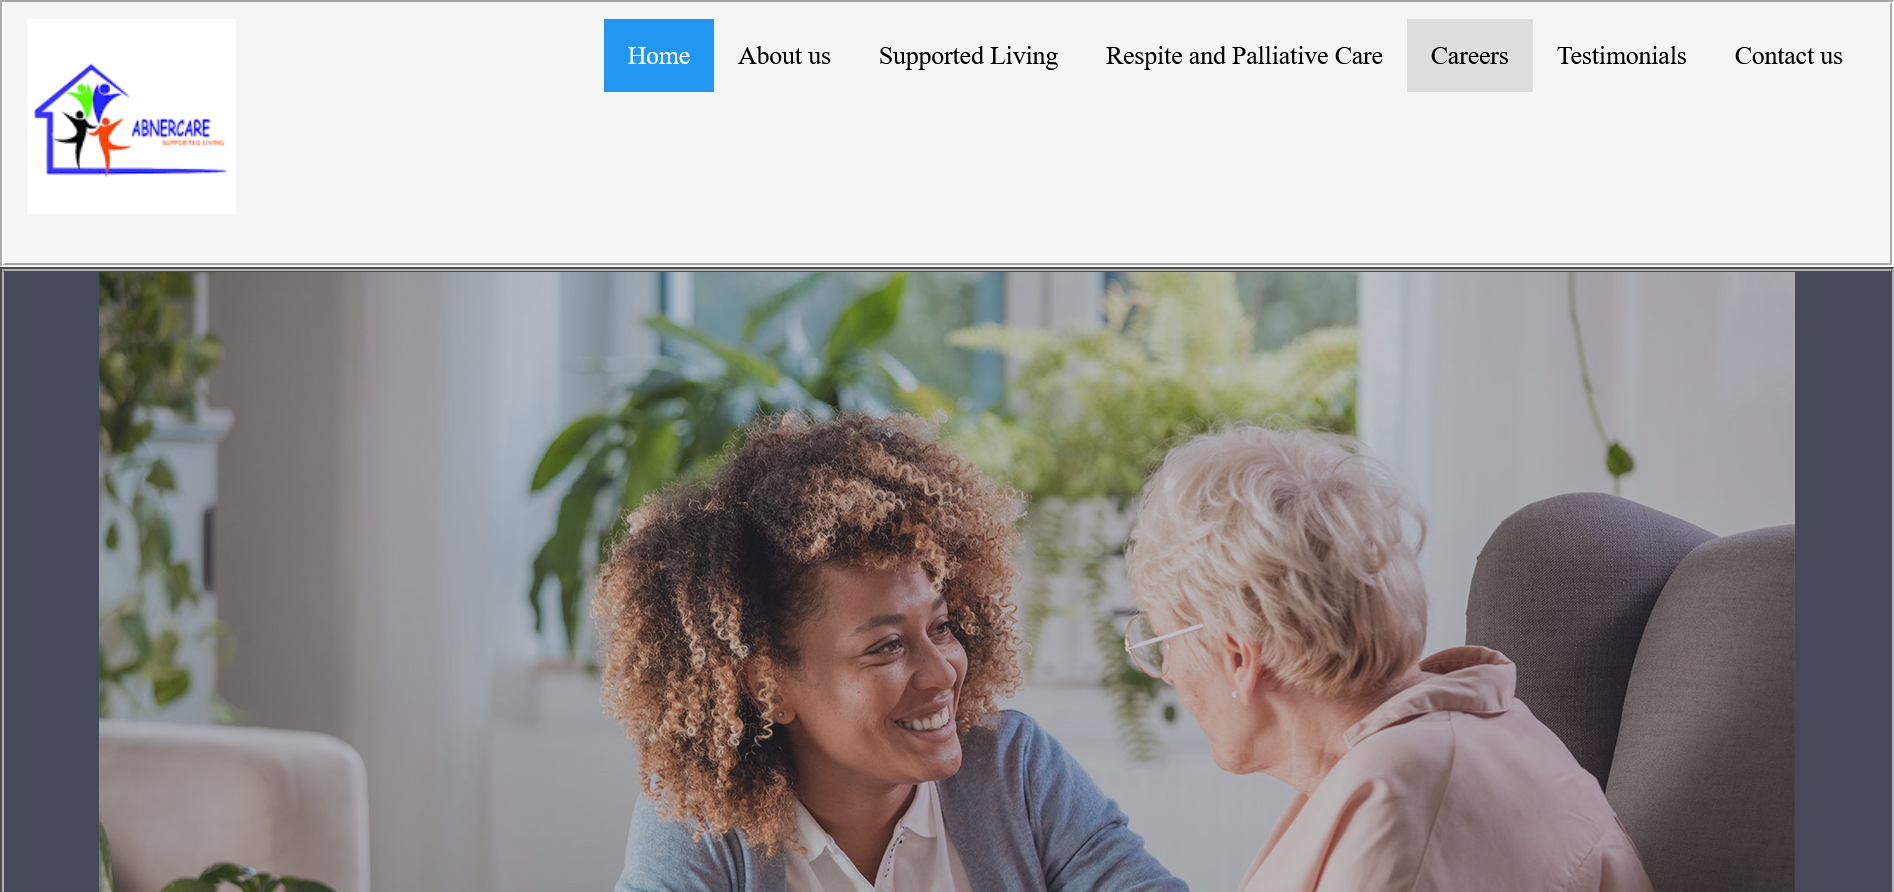 Home About us Supported Living Respite and Palliative Care Careers Testimonials Contact us
ABNERCARE
SUPPORTED LIVING